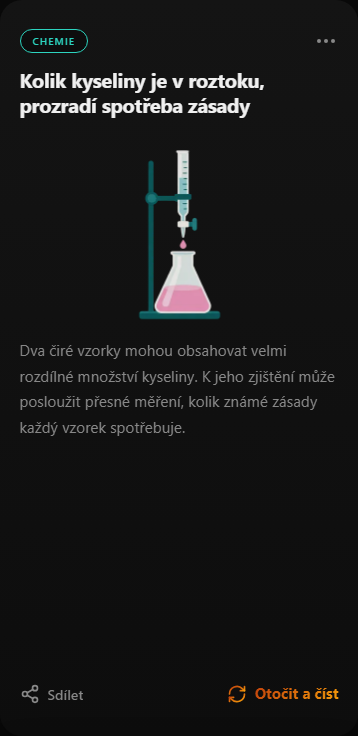 CHEMIE
Kolik kyseliny je v roztoku,
prozradí spotřeba zásady
Dva čiré vzorky mohou obsahovat velmi
rozdílné množství kyseliny. K jeho zjištění může
posloužit přesné měření, kolik známé zásady
každý vzorek spotřebuje.
Sdílet
Otočit a číst